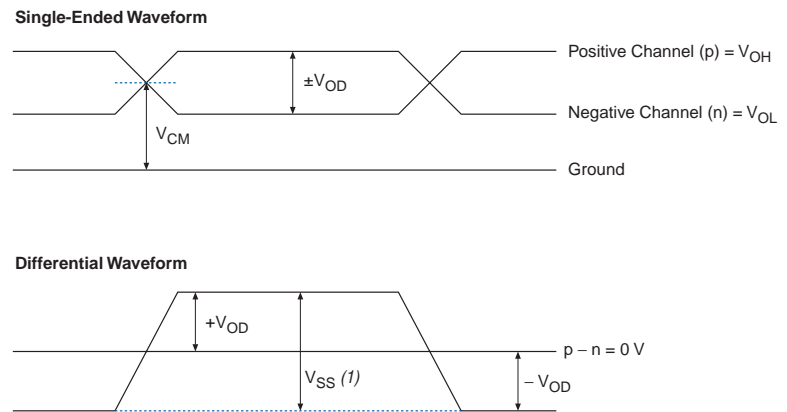 Single-Ended Waveform
Positive Channel (p) = VOH
±VOD
Negative Channel (n) = VOL
VCM
Ground
Differential Waveform
+VOD
p − n = 0 V
VSS (1)
− VOD